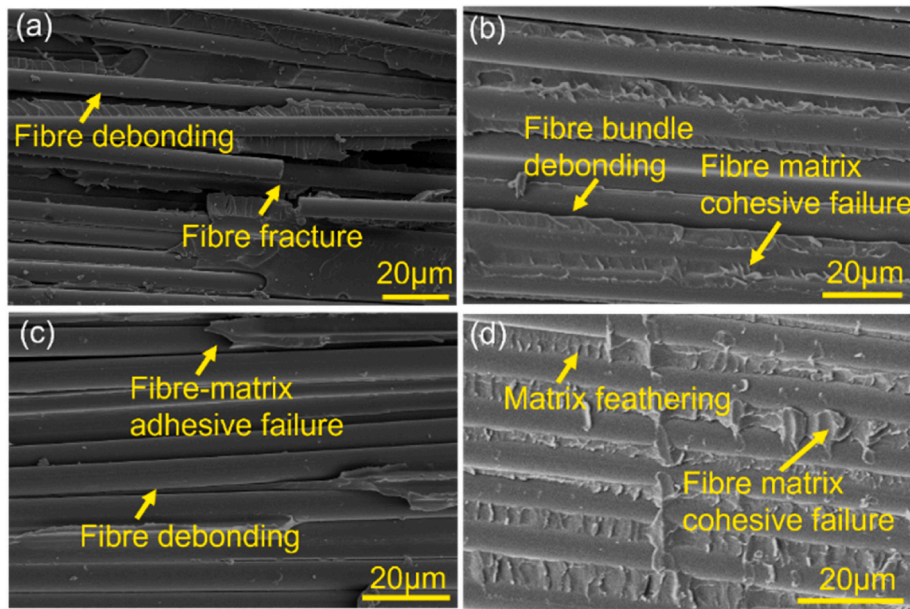 (a)
Fibre debonding
Fibre fracture
20μm
(b)
Fibre bundle
debonding
Fibre matrix
cohesive failure
20μm
(c)
Fibre-matrix
adhesive failure
Fibre debonding
20μm
(d)
Matrix feathering
Fibre matrix
cohesive failure
20μm